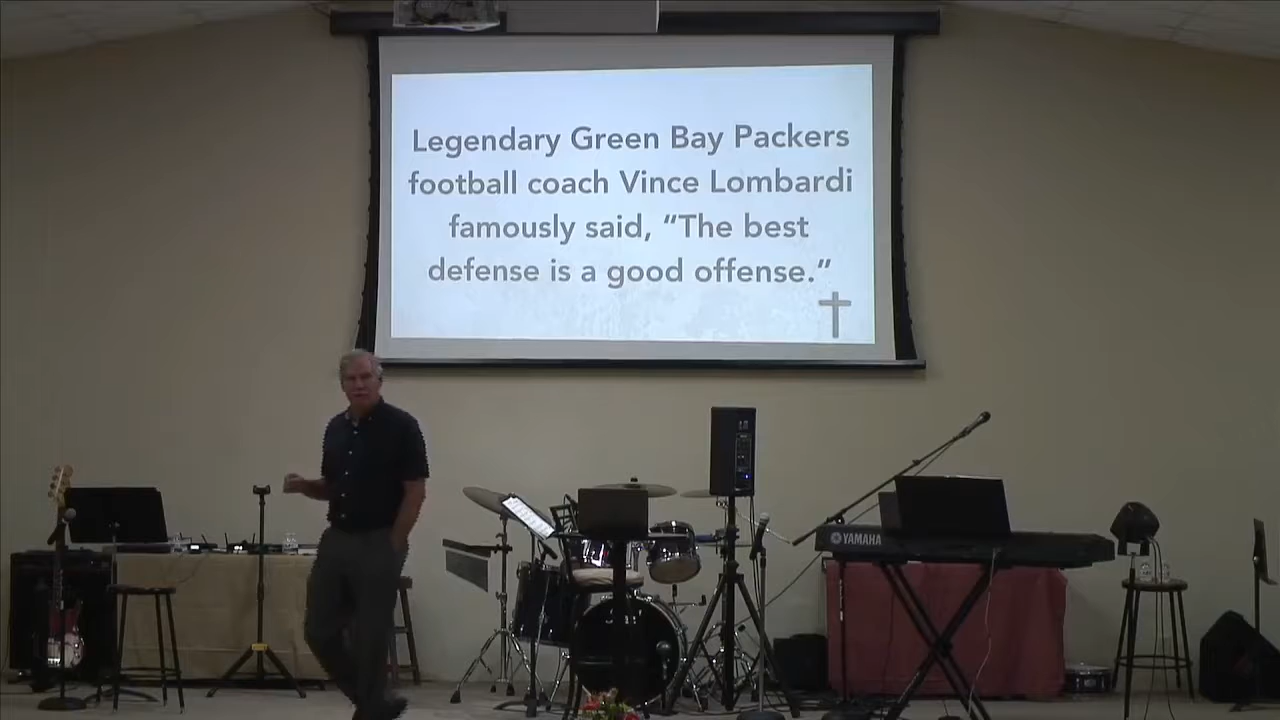 Legendary Green Bay Packers
football coach Vince Lombardi
famously said, “The best
defense is a good offense.”
YAMAHA